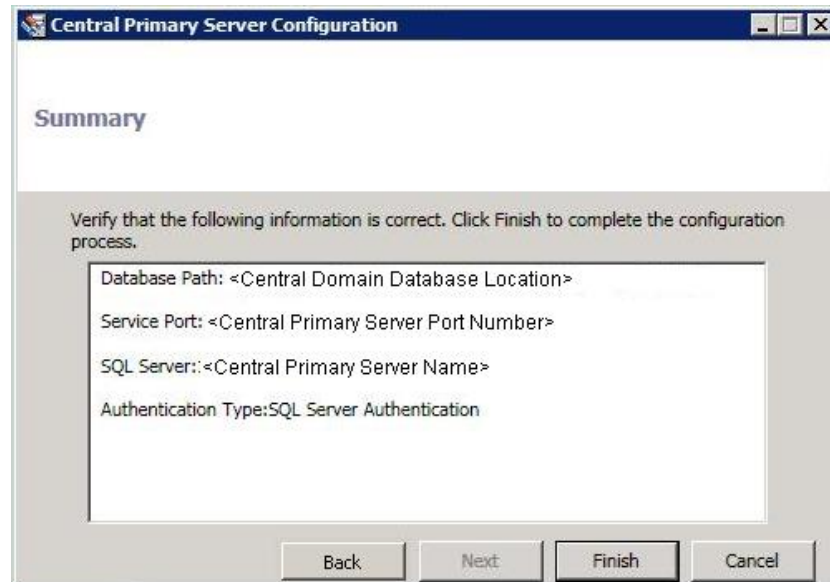 Central Primary Server Configuration
Summary
Verify that the following information is correct. Click Finish to complete the configuration
process.
Database Path: <Central Domain Database Location>
Service Port: <Central Primary Server Port Number>
SQL Server::<Central Primary Server Name>
Authentication Type:SQL Server Authentication
Back Next Finish Cancel